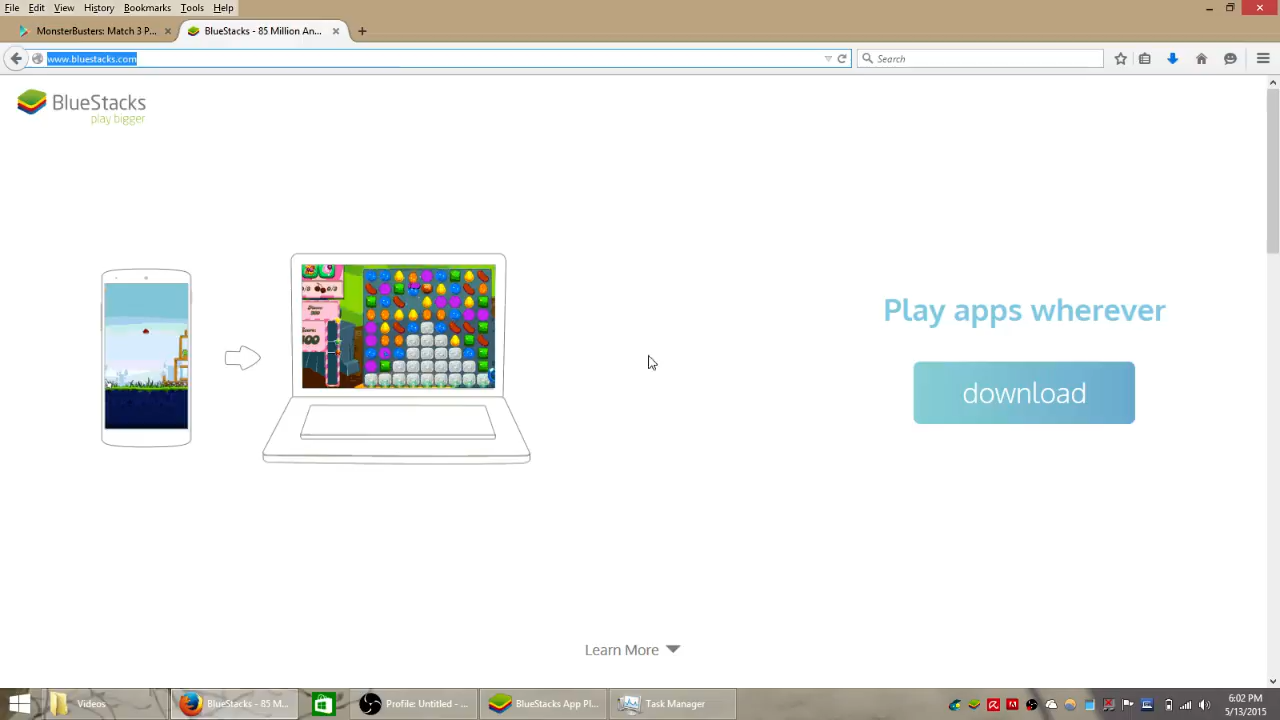 File Edit View History Bookmarks Tools Help
MonsterBusters: Match 3 P...
BlueStacks - 85 Million An...
www.bluestacks.com
Search
BlueStacks
play bigger
Play apps wherever
download
Learn More
Videos
BlueStacks - 85 M...
Profile: Untitled - ...
BlueStacks App Pl...
Task Manager
6:02 PM
5/13/2015